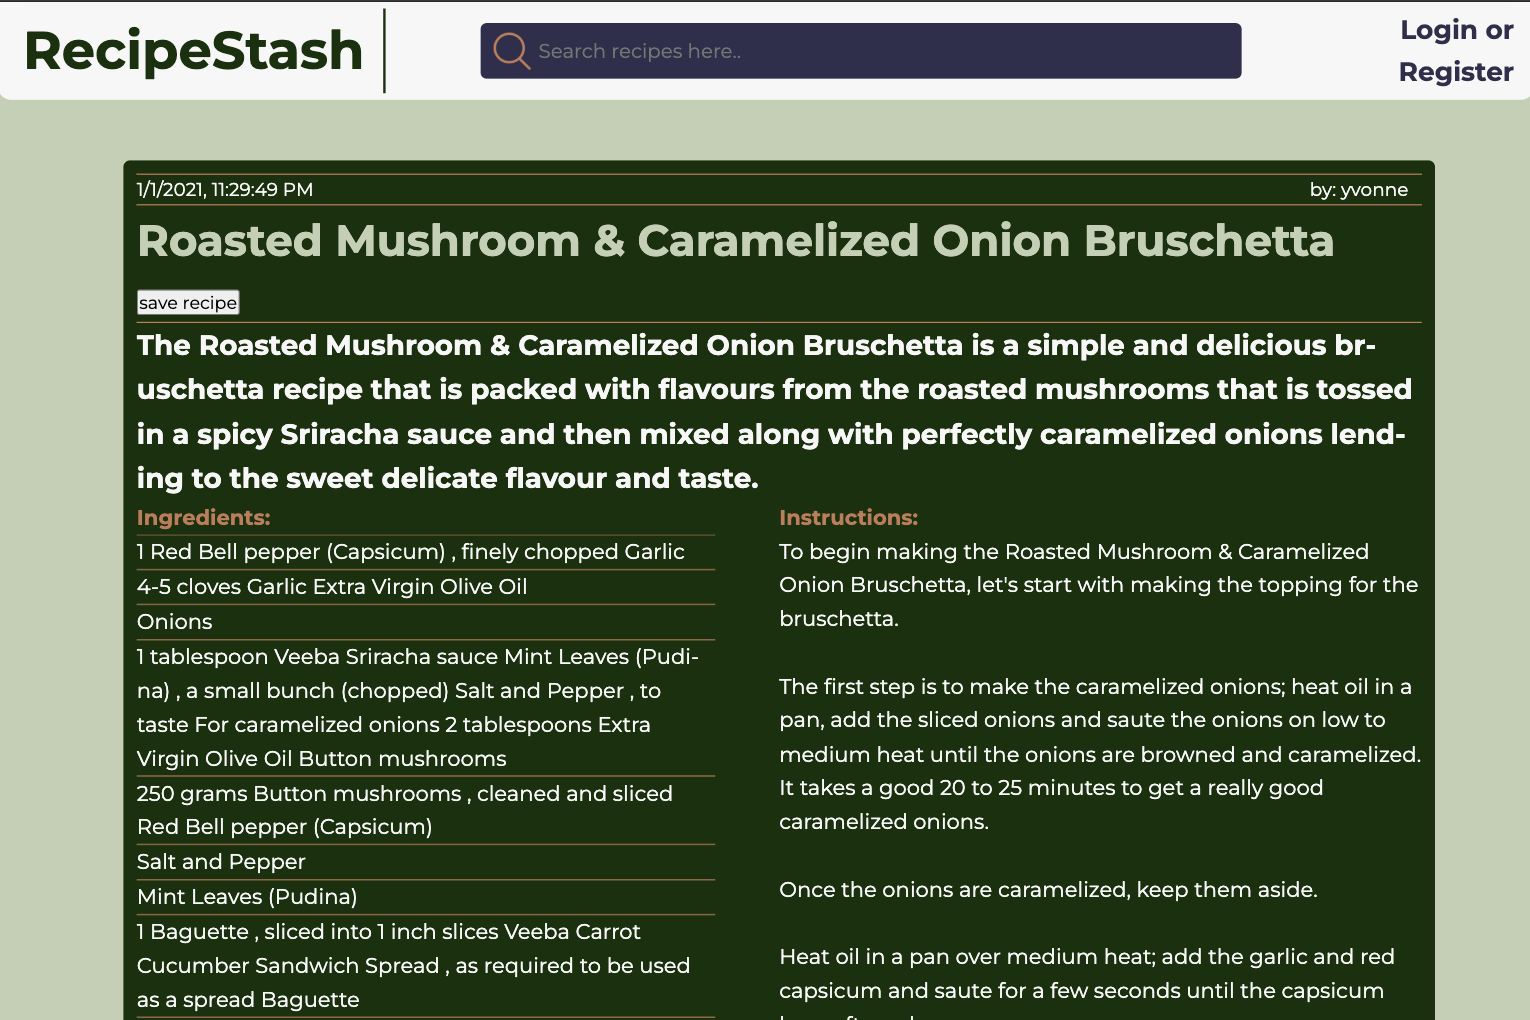 RecipeStash
Search recipes here..
Login or
Register
1/1/2021, 11:29:49 PM
by: yvonne
Roasted Mushroom & Caramelized Onion Bruschetta
save recipe
The Roasted Mushroom & Caramelized Onion Bruschetta is a simple and delicious br-
uschetta recipe that is packed with flavours from the roasted mushrooms that is tossed
in a spicy Sriracha sauce and then mixed along with perfectly caramelized onions lend-
ing to the sweet delicate flavour and taste.
Ingredients:
1 Red Bell pepper (Capsicum) , finely chopped Garlic
4-5 cloves Garlic Extra Virgin Olive Oil
Onions
1 tablespoon Veeba Sriracha sauce Mint Leaves (Pudi-
na) , a small bunch (chopped) Salt and Pepper , to
taste For caramelized onions 2 tablespoons Extra
Virgin Olive Oil Button mushrooms
250 grams Button mushrooms , cleaned and sliced
Red Bell pepper (Capsicum)
Salt and Pepper
Mint Leaves (Pudina)
1 Baguette , sliced into 1 inch slices Veeba Carrot
Cucumber Sandwich Spread , as required to be used
as a spread Baguette
Instructions:
To begin making the Roasted Mushroom & Caramelized
Onion Bruschetta, let's start with making the topping for the
bruschetta.
The first step is to make the caramelized onions; heat oil in a
pan, add the sliced onions and saute the onions on low to
medium heat until the onions are browned and caramelized.
It takes a good 20 to 25 minutes to get a really good
caramelized onions.
Once the onions are caramelized, keep them aside.
Heat oil in a pan over medium heat; add the garlic and red
capsicum and saute for a few seconds until the capsicum